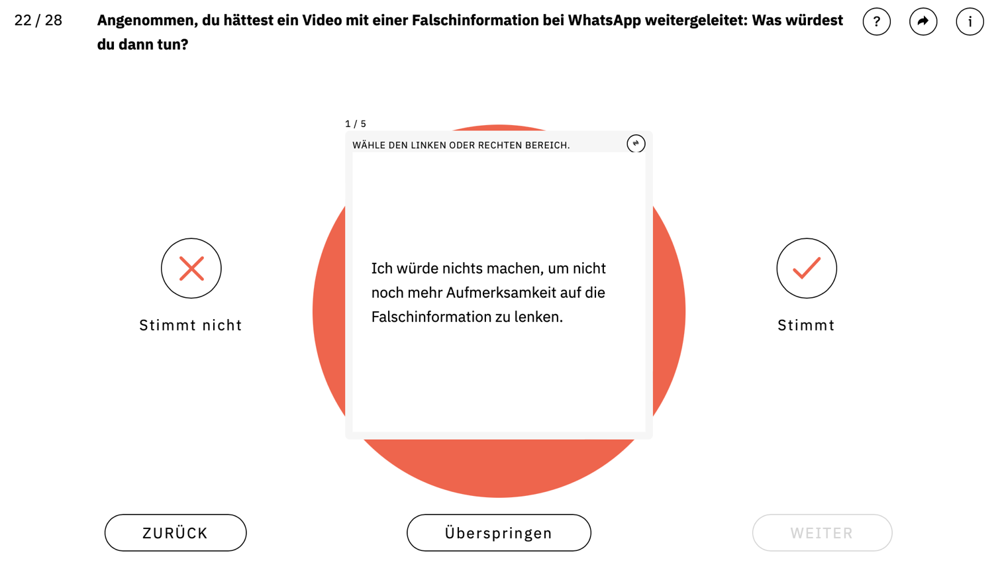 22 / 28
Angenommen, du hättest ein Video mit einer Falschinformation bei WhatsApp weitergeleitet: Was würdest
du dann tun?
?
i
1 / 5
WÄHLE DEN LINKEN ODER RECHTEN BEREICH.
Ich würde nichts machen, um nicht
noch mehr Aufmerksamkeit auf die
Falschinformation zu lenken.
Stimmt nicht
Stimmt
ZURÜCK
Überspringen
WEITER